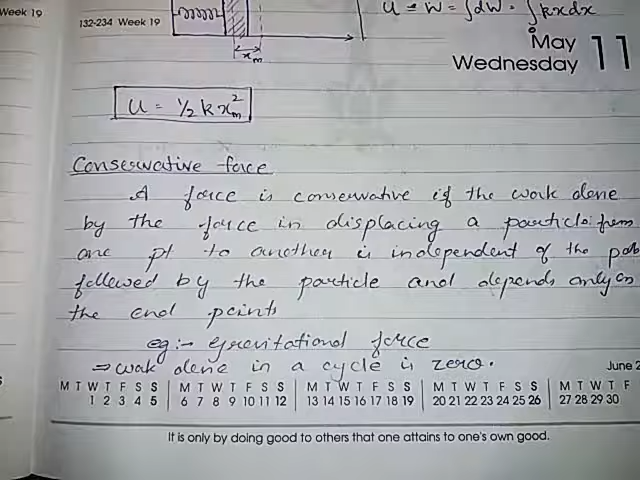 Week 19
132-234 Week 19
U = W = ∫dW = ∫kxdx
xm
May
Wednesday 11
U = ½ k xm²
Conservative force
A force is conservative if the work done
by the force in displacing a particle from
one pt to another is independent of the
followed by the particle and depends only on
the end points
eg:- gravitational force
⇒ work done in a cycle is zero.
June 2
M T W T F S S M T W T F S S M T W T F S S M T W T F S S M T W T F
1 2 3 4 5 6 7 8 9 10 11 12 13 14 15 16 17 18 19 20 21 22 23 24 25 26 27 28 29 30
It is only by doing good to others that one attains to one's own good.